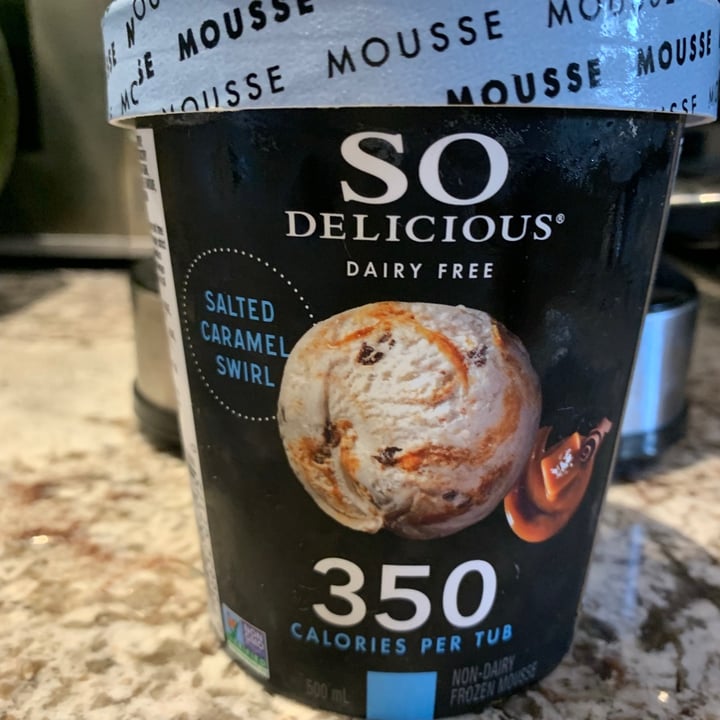 MOUSSE MOUSSE MOUSSE
MOUSSE MOUSSE MOUSSE
SO
DELICIOUS®
DAIRY FREE
SALTED
CARAMEL
SWIRL
350
CALORIES PER TUB
500 mL
NON-DAIRY
FROZEN MOUSSE